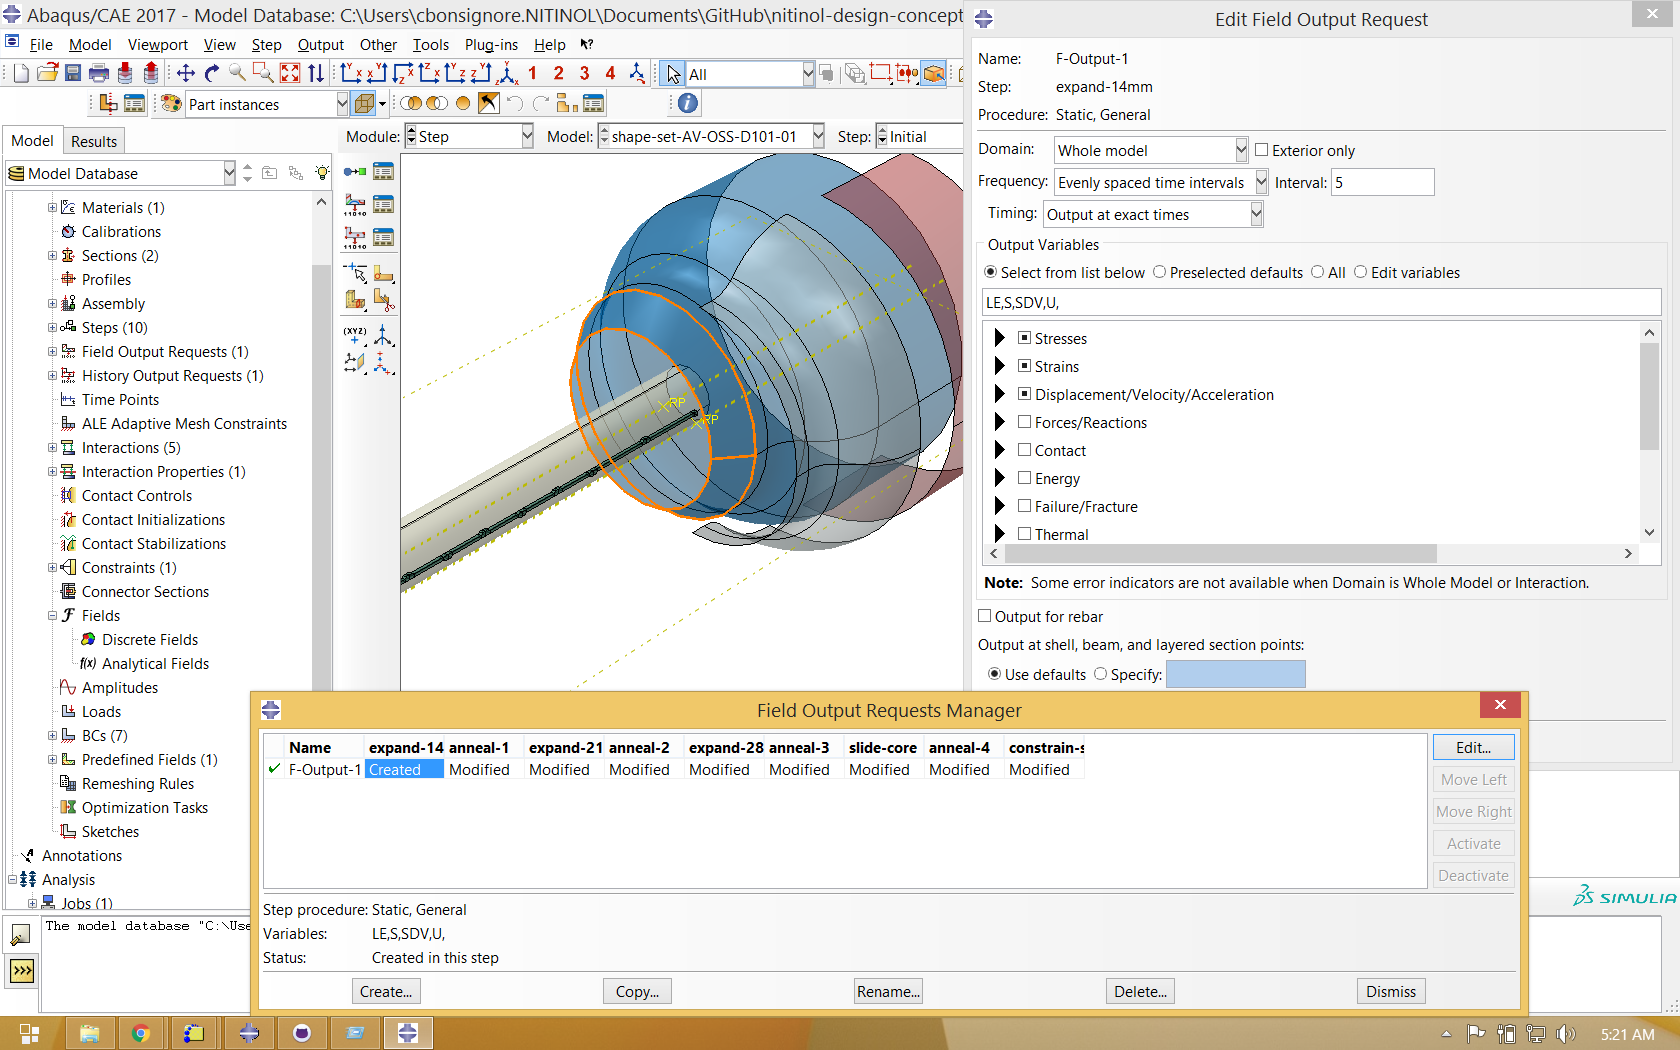 Abaqus/CAE 2017 - Model Database: C:\Users\cbonsignore.NITINOL\Documents\GitHub\nitinol-design-concept
File Model Viewport View Step Output Other Tools Plug-ins Help
1 2 3 4 All
Part instances
Model Results
Module: Step Model: shape-set-AV-OSS-D101-01 Step: Initial
Model Database
Materials (1)
Calibrations
Sections (2)
Profiles
Assembly
Steps (10)
Field Output Requests (1)
History Output Requests (1)
Time Points
ALE Adaptive Mesh Constraints
Interactions (5)
Interaction Properties (1)
Contact Controls
Contact Initializations
Contact Stabilizations
Constraints (1)
Connector Sections
Fields
Discrete Fields
f(x) Analytical Fields
Amplitudes
Loads
BCs (7)
Predefined Fields (1)
Remeshing Rules
Optimization Tasks
Sketches
Annotations
Analysis
Jobs (1)
(XYZ)
RP
RP
The model database "C:\Use
>>>
Edit Field Output Request
Name: F-Output-1
Step: expand-14mm
Procedure: Static, General
Domain: Whole model Exterior only
Frequency: Evenly spaced time intervals Interval: 5
Timing: Output at exact times
Output Variables
Select from list below Preselected defaults All Edit variables
LE,S,SDV,U,
Stresses
Strains
Displacement/Velocity/Acceleration
Forces/Reactions
Contact
Energy
Failure/Fracture
Thermal
Note: Some error indicators are not available when Domain is Whole Model or Interaction.
Output for rebar
Output at shell, beam, and layered section points:
Use defaults Specify:
Field Output Requests Manager
Name expand-14 anneal-1 expand-21 anneal-2 expand-28 anneal-3 slide-core anneal-4 constrain-s
F-Output-1 Created Modified Modified Modified Modified Modified Modified Modified Modified
Edit...
Move Left
Move Right
Activate
Deactivate
Step procedure: Static, General
Variables: LE,S,SDV,U,
Status: Created in this step
Create... Copy... Rename... Delete... Dismiss
SIMULIA
5:21 AM